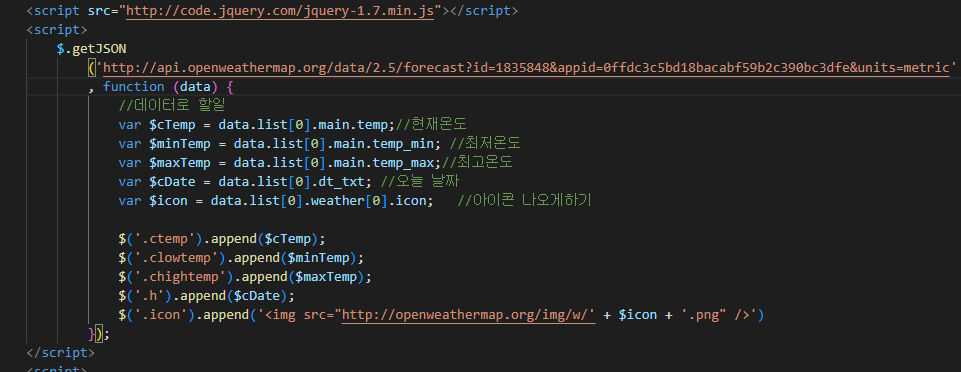 <script src="http://code.jquery.com/jquery-1.7.min.js"></script>
<script>
$.getJSON
('http://api.openweathermap.org/data/2.5/forecast?id=1835848&appid=0ffdc3c5bd18bacabf59b2c390bc3dfe&units=metric'
, function (data) {
//데이터로 할일
var $cTemp = data.list[0].main.temp;//현재온도
var $minTemp = data.list[0].main.temp_min; //최저온도
var $maxTemp = data.list[0].main.temp_max;//최고온도
var $cDate = data.list[0].dt_txt; //오늘 날짜
var $icon = data.list[0].weather[0].icon; //아이콘 나오게하기
$('.ctemp').append($cTemp);
$('.clowtemp').append($minTemp);
$('.chightemp').append($maxTemp);
$('.h').append($cDate);
$('.icon').append('<img src="http://openweathermap.org/img/w/' + $icon + '.png" />')
});
</script>
<script>